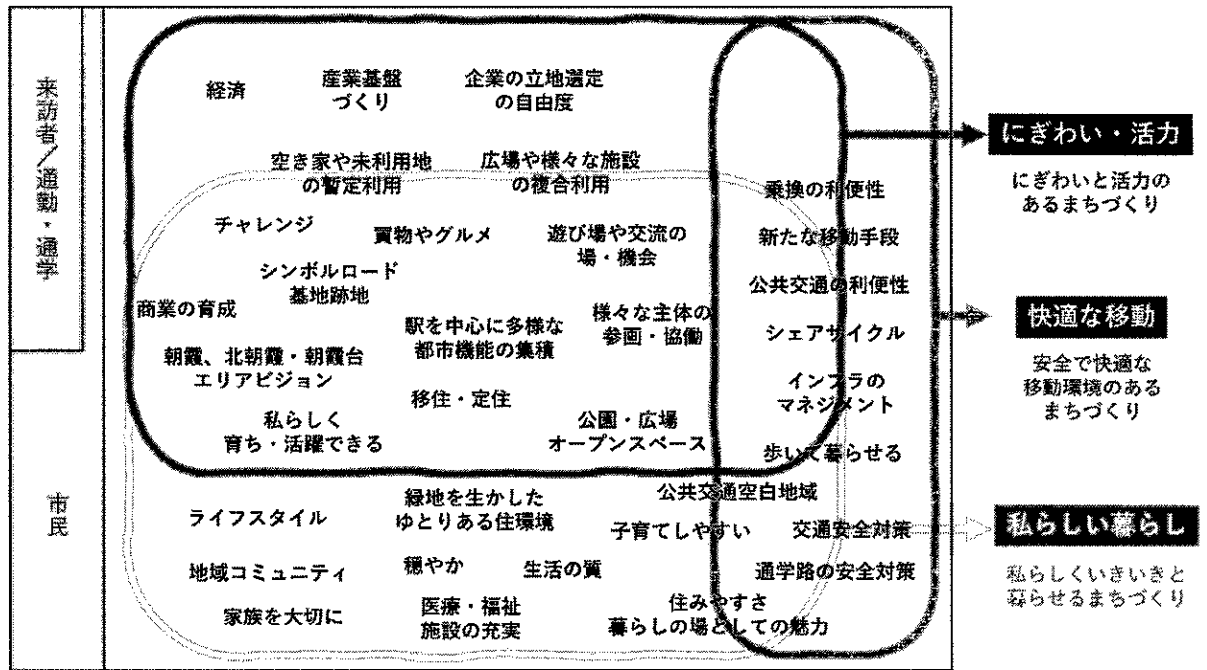 来訪者／通勤・通学
市民
経済
産業基盤
づくり
企業の立地選定
の自由度
空き家や未利用地
の暫定利用
広場や様々な施設
の複合利用
乗換の利便性
チャレンジ
買物やグルメ
遊び場や交流の
場・機会
新たな移動手段
シンボルロード
基地跡地
公共交通の利便性
商業の育成
駅を中心に多様な
都市機能の集積
様々な主体の
参画・協働
シェアサイクル
朝霞、北朝霞・朝霞台
エリアビジョン
移住・定住
インフラの
マネジメント
私らしく
育ち・活躍できる
公園・広場
オープンスペース
歩いて暮らせる
公共交通空白地域
ライフスタイル
緑地を生かした
ゆとりある住環境
子育てしやすい
交通安全対策
地域コミュニティ
穏やか
生活の質
通学路の安全対策
家族を大切に
医療・福祉
施設の充実
住みやすさ
暮らしの場としての魅力
にぎわい・活力
にぎわいと活力の
あるまちづくり
快適な移動
安全で快適な
移動環境のある
まちづくり
私らしい暮らし
私らしくいきいきと
暮らせるまちづくり